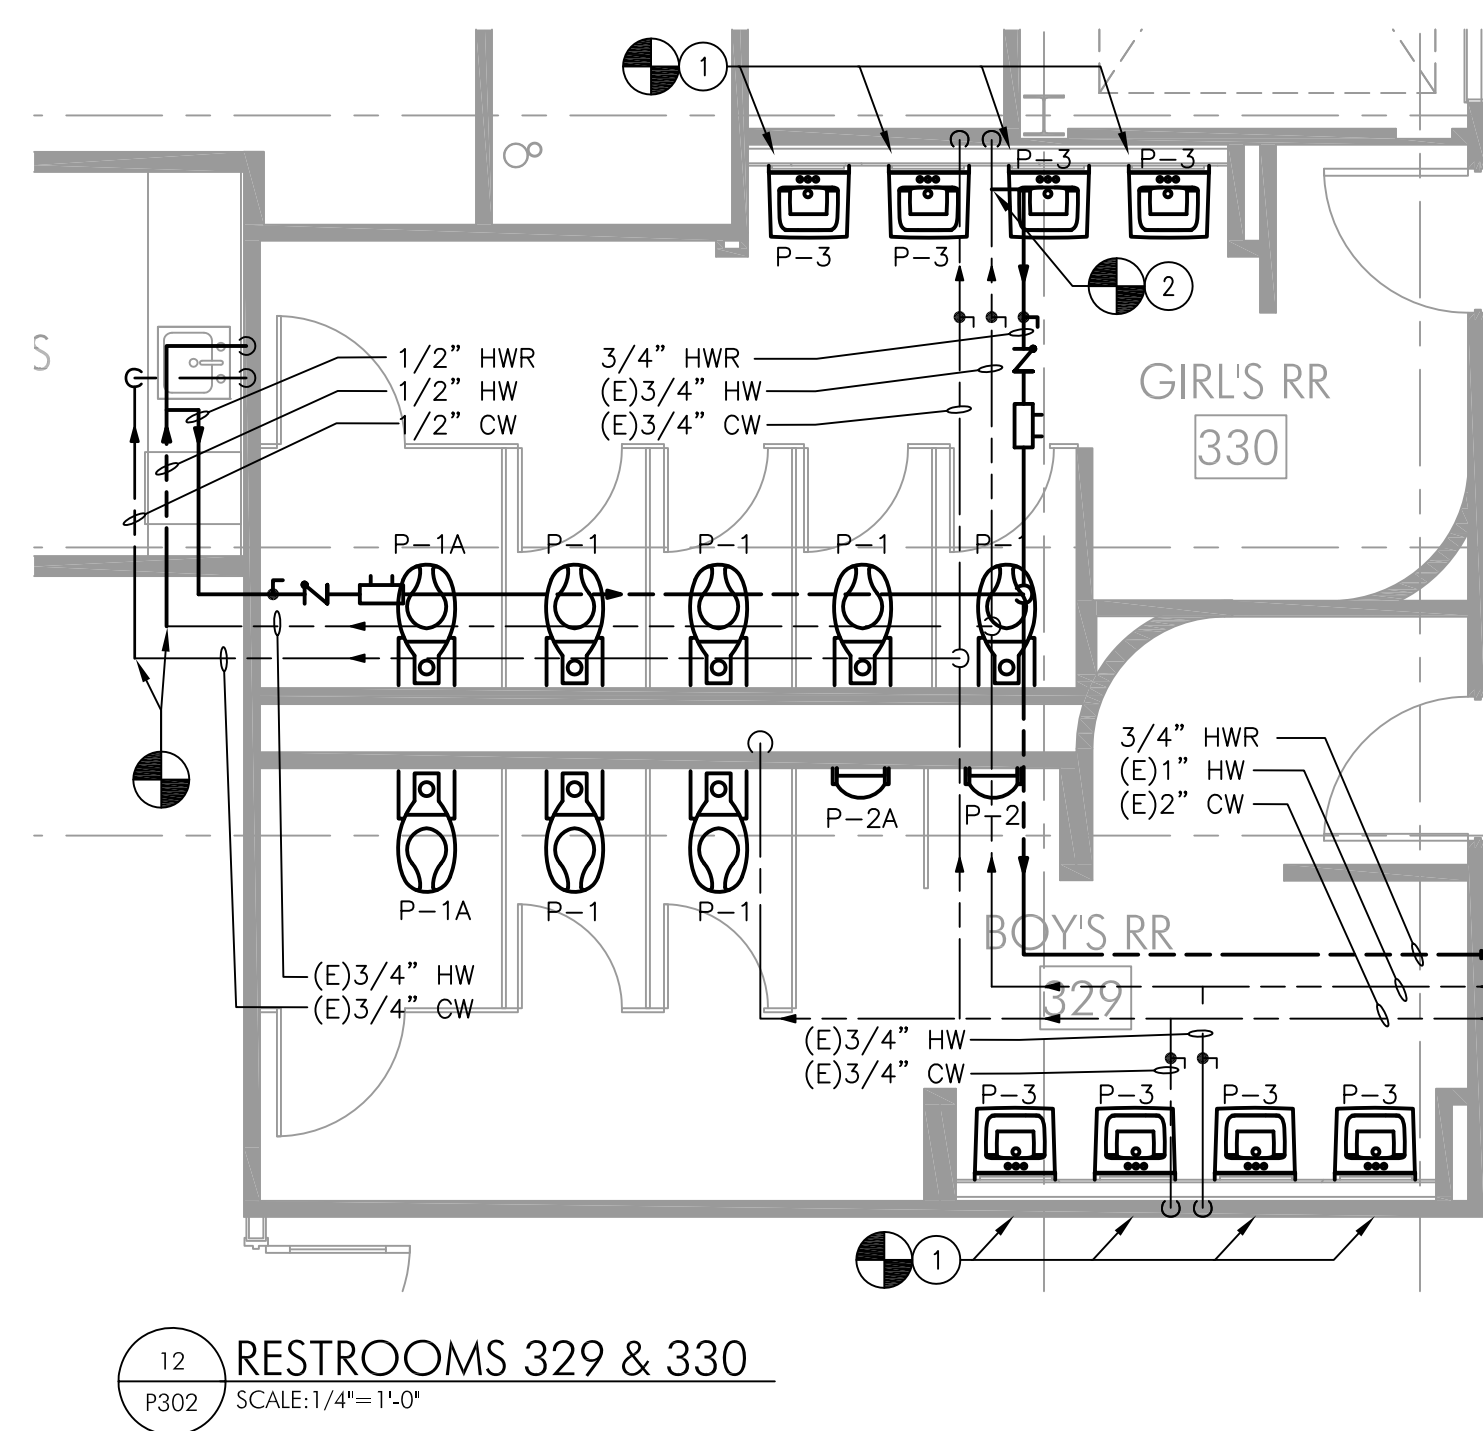 1
P-3 P-3
P-3 P-3
2
S
1/2" HWR
1/2" HW
1/2" CW
3/4" HWR
(E)3/4" HW
(E)3/4" CW
GIRL'S RR
330
P-1A P-1 P-1 P-1 P-1
3/4" HWR
(E)1" HW
(E)2" CW
P-2A P-2
P-1A P-1 P-1
BOY'S RR
329
(E)3/4" HW
(E)3/4" CW
(E)3/4" HW
(E)3/4" CW
P-3 P-3 P-3 P-3
1
12
P302
RESTROOMS 329 & 330
SCALE:1/4"=1'-0"